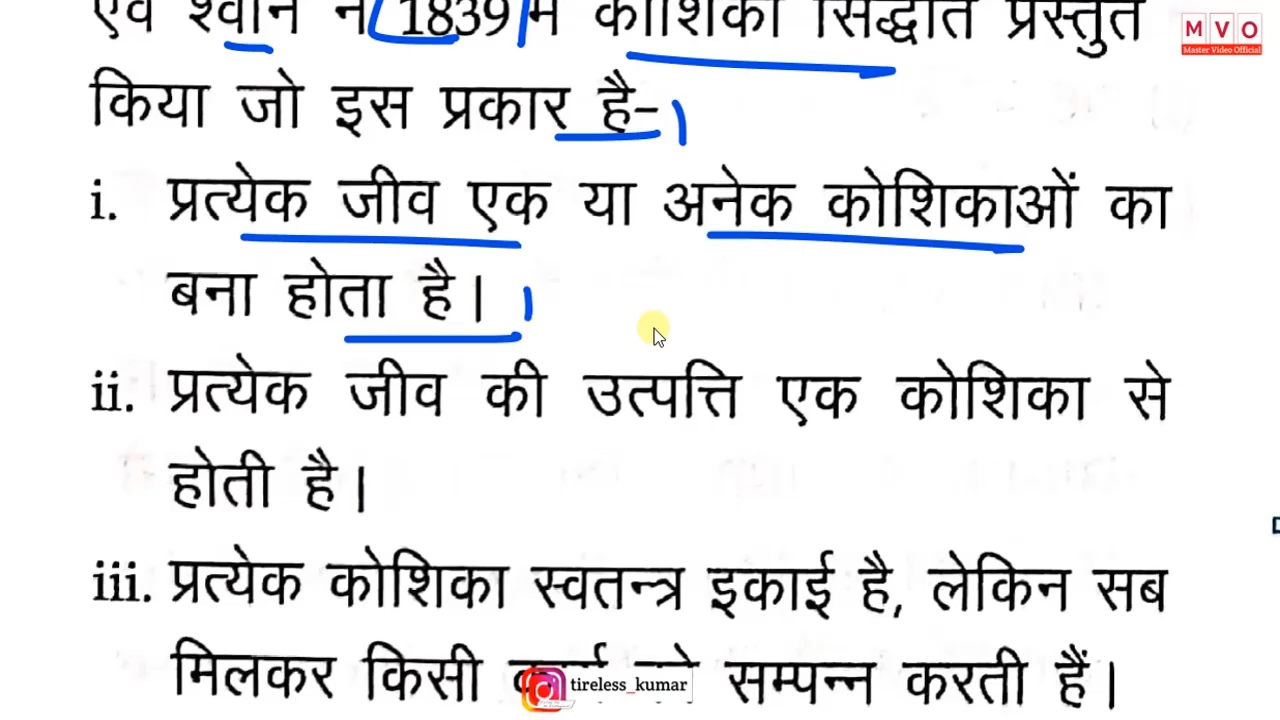 एवं श्वान ने 1839 में कोशिका सिद्धांत प्रस्तुत
किया जो इस प्रकार है-
i. प्रत्येक जीव एक या अनेक कोशिकाओं का
बना होता है।
ii. प्रत्येक जीव की उत्पत्ति एक कोशिका से
होती है।
iii. प्रत्येक कोशिका स्वतन्त्र इकाई है, लेकिन सब
मिलकर किसी सम्पन्न करती हैं।
MVO
Master Video Official
tireless_kumar